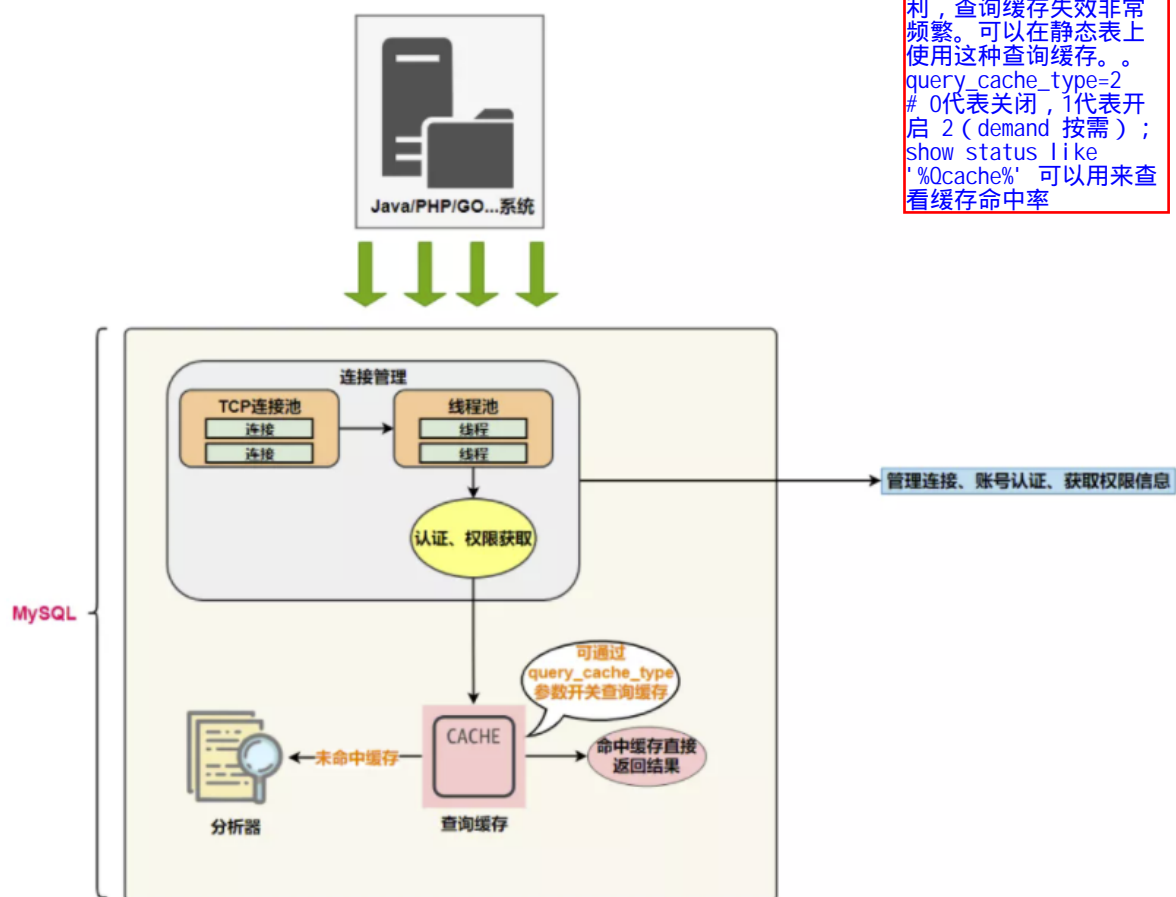 利，查询缓存失效非常
频繁。可以在静态表上
使用这种查询缓存。。
query_cache_type=2
# 0代表关闭，1代表开
启 2（demand 按需）；
show status like
'%Qcache%' 可以用来查
看缓存命中率
Java/PHP/GO...系统
连接管理
TCP连接池
连接
连接
线程池
线程
线程
管理连接、账号认证、获取权限信息
认证、权限获取
MySQL
可通过
query_cache_type
参数开关查询缓存
CACHE
未命中缓存
命中缓存直接
返回结果
分析器
查询缓存